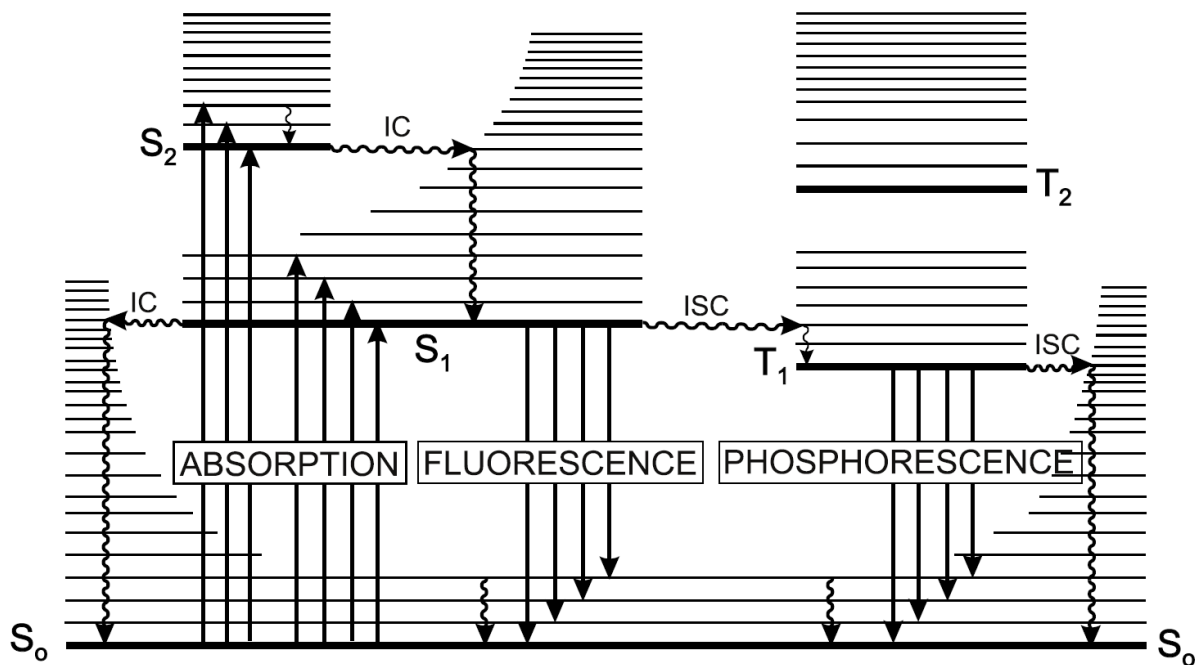 IC
S2
T2
IC
ISC
S1
T1
ISC
ABSORPTION
FLUORESCENCE
PHOSPHORESCENCE
So
So